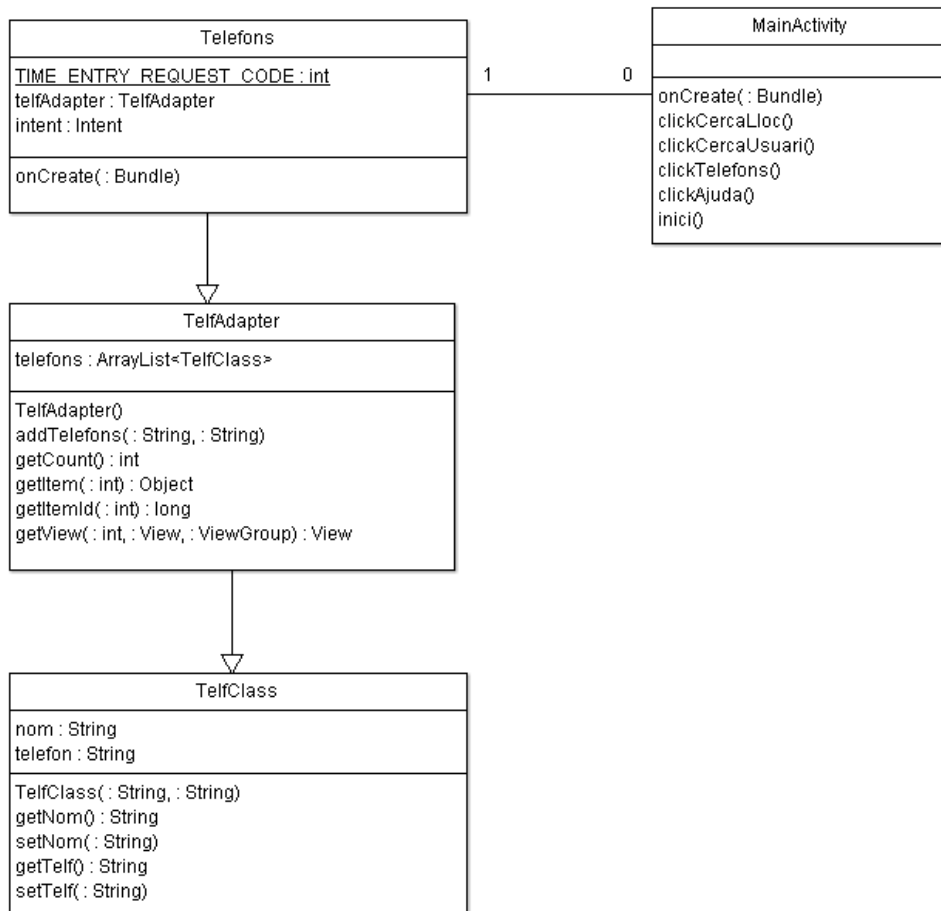 Telefons
TIME_ENTRY_REQUEST_CODE : int
telfAdapter : TelfAdapter
intent : Intent
onCreate( : Bundle)
1
0
MainActivity
onCreate( : Bundle)
clickCercaLloc()
clickCercaUsuari()
clickTelefons()
clickAjuda()
inici()
TelfAdapter
telefons : ArrayList<TelfClass>
TelfAdapter()
addTelefons( : String, : String)
getCount() : int
getItem( : int) : Object
getItemId( : int) : long
getView( : int, : View, : ViewGroup) : View
TelfClass
nom : String
telefon : String
TelfClass( : String, : String)
getNom() : String
setNom( : String)
getTelf() : String
setTelf( : String)